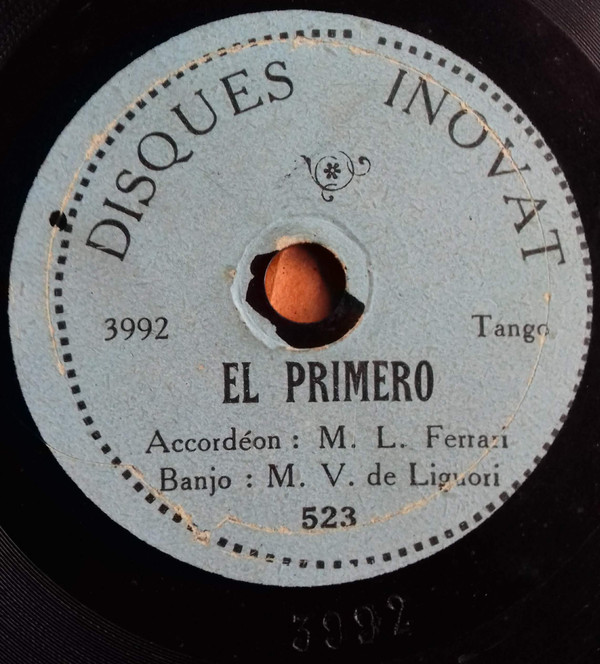 DISQUES INOVAT
3992 Tango
EL PRIMERO
Accordéon : M. L. Ferrari
Banjo : M. V. de Liguori
523
3992